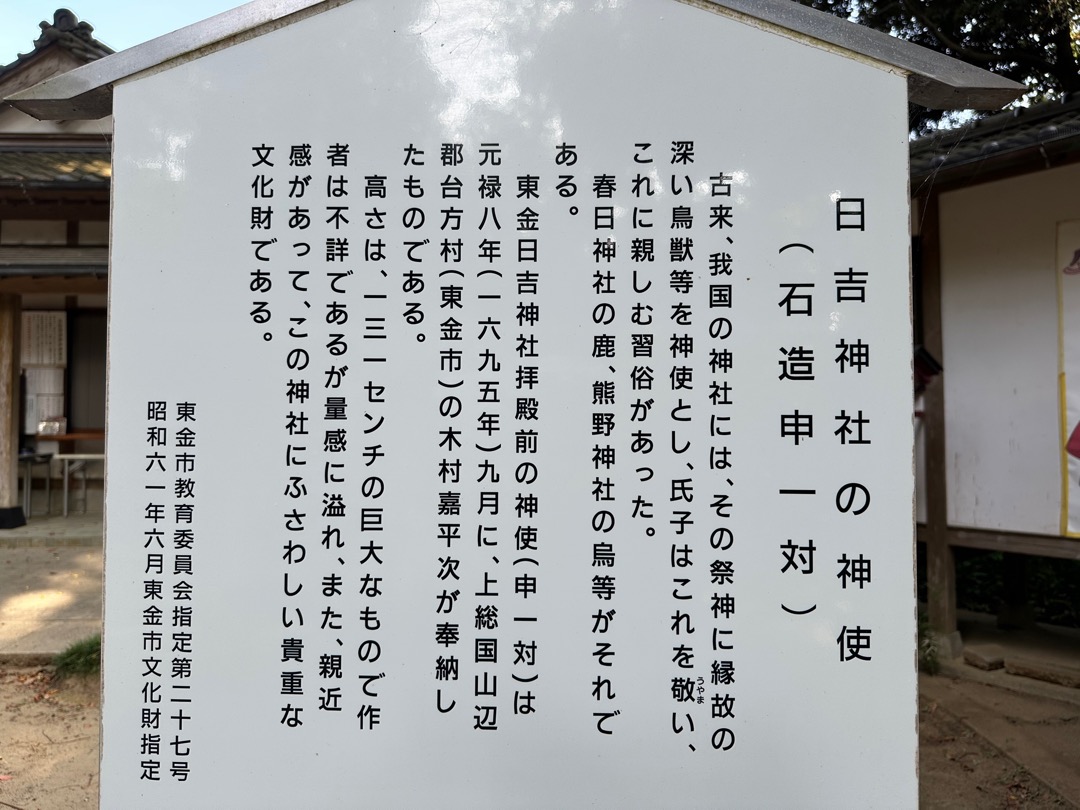 日吉神社の神使
（石造申一対）
古来、我国の神社には、その祭神に縁故の
深い鳥獣等を神使とし、氏子はこれを敬い、
うやま
これに親しむ習俗があった。
春日神社の鹿、熊野神社の烏等がそれで
ある。
東金日吉神社拝殿前の神使（申一対）は
元禄八年（一六九五年）九月に、上総国山辺
郡台方村（東金市）の木村嘉平次が奉納し
たものである。
高さは、一三一センチの巨大なもので作
者は不詳であるが量感に溢れ、また、親近
感があって、この神社にふさわしい貴重な
文化財である。
東金市教育委員会指定第二十七号
昭和六一年六月東金市文化財指定